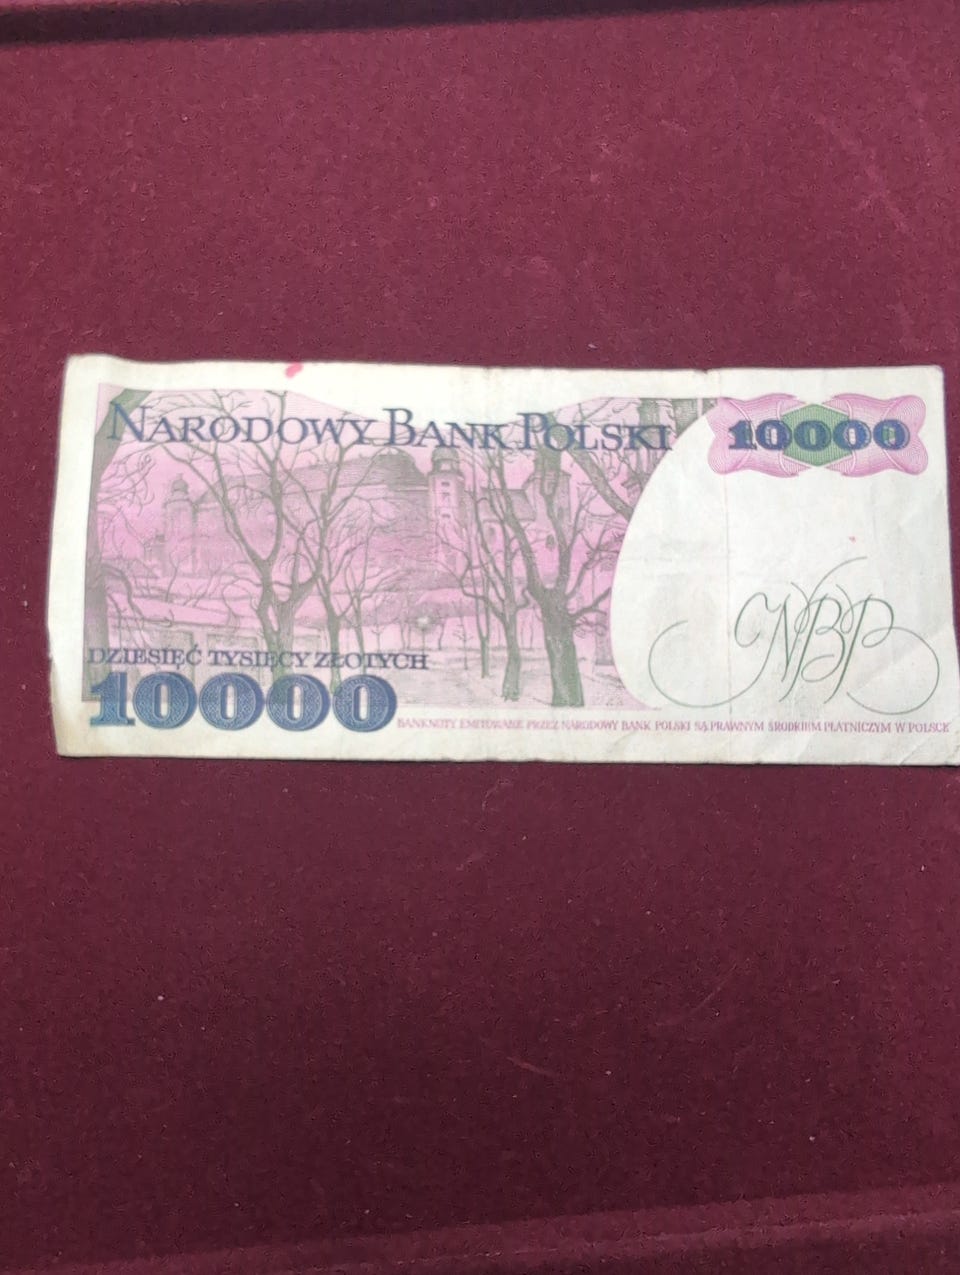 NARODOWY BANK POLSKI
10000
NBP
DZIESIĘĆ TYSIĘCY ZŁOTYCH
10000
BANKNOTY EMITOWANE PRZEZ NARODOWY BANK POLSKI SĄ PRAWNYM ŚRODKIEM PŁATNICZYM W POLSCE